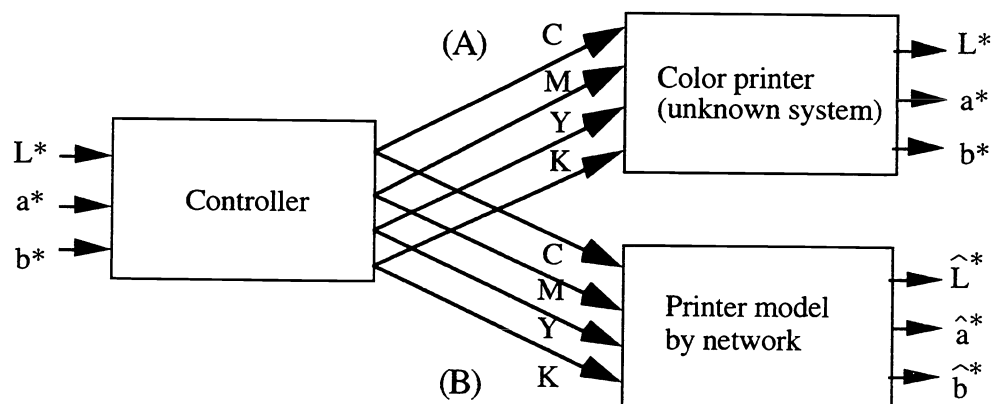 (A)
C
M
Y
K
Color printer
(unknown system)
L*
a*
b*
L*
a*
b*
Controller
C
M
Y
K
(B)
Printer model
by network
L̂*
â*
b̂*